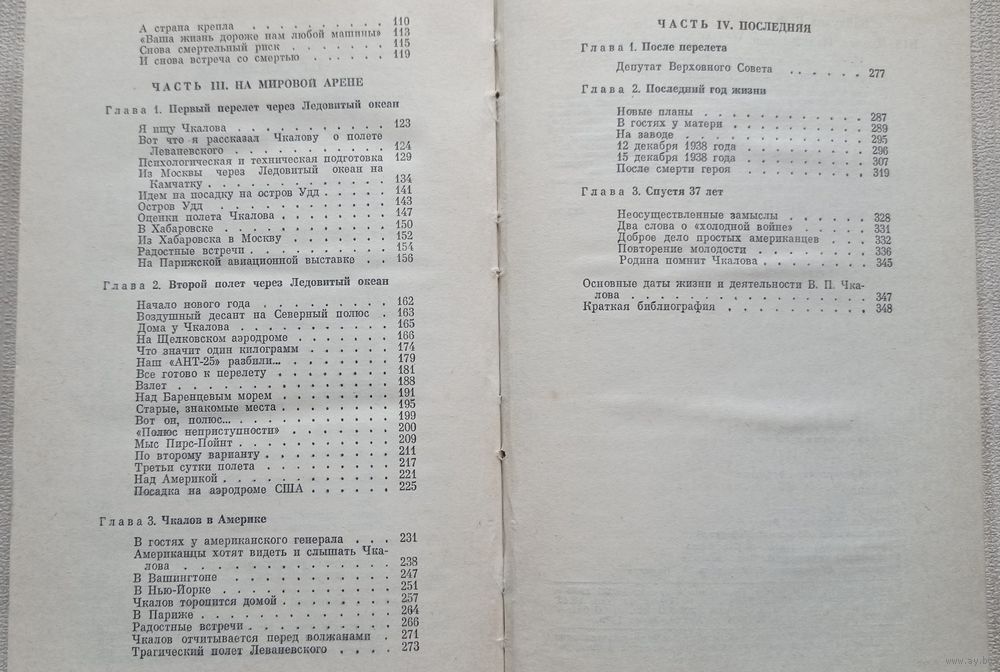 А страна крепла . . . . . . . . . . 110
«Ваша жизнь дороже нам любой машины» 113
Снова смертельный риск . . . . . . . 115
И снова встреча со смертью . . . . . . 119
ЧАСТЬ III. НА МИРОВОЙ АРЕНЕ
Глава 1. Первый перелет через Ледовитый океан
Я ищу Чкалова . . . . . . . . . . 123
Вот что я рассказал Чкалову о полете
Леваневского . . . . . . . . . . . 124
Психологическая и техническая подготовка 129
Из Москвы через Ледовитый океан на
Камчатку . . . . . . . . . . . . 134
Идем на посадку на остров Удд . . . . . 141
Остров Удд . . . . . . . . . . . 143
Оценки полета Чкалова . . . . . . . . 147
В Хабаровске . . . . . . . . . . . 150
Из Хабаровска в Москву . . . . . . . 152
Радостные встречи . . . . . . . . . 154
На Парижской авиационной выставке . . . 156
Глава 2. Второй полет через Ледовитый океан
Начало нового года . . . . . . . . . 162
Воздушный десант на Северный полюс . 163
Дома у Чкалова . . . . . . . . . . 165
На Щелковском аэродроме . . . . . . . 166
Что значит один килограмм . . . . . . 174
Наш «АНТ-25» разбили... . . . . . . . 179
Все готово к перелету . . . . . . . . 181
Взлет . . . . . . . . . . . . . 188
Над Баренцевым морем . . . . . . . . 191
Старые, знакомые места . . . . . . . . 195
Вот он, полюс... . . . . . . . . . . 199
«Полюс неприступности» . . . . . . . . 200
Мыс Пирс-Пойнт . . . . . . . . . . 209
По второму варианту . . . . . . . . . 211
Третьи сутки полета . . . . . . . . . 217
Над Америкой . . . . . . . . . . . 221
Посадка на аэродроме США . . . . . . 225
Глава 3. Чкалов в Америке
В гостях у американского генерала . . . 231
Американцы хотят видеть и слышать Чка-
лова . . . . . . . . . . . . . 238
В Вашингтоне . . . . . . . . . . . 247
В Нью-Йорке . . . . . . . . . . . 251
Чкалов торопится домой . . . . . . . . 257
В Париже . . . . . . . . . . . . 264
Радостные встречи . . . . . . . . . . 266
Чкалов отчитывается перед волжанами . 271
Трагический полет Леваневского . . . . 273
ЧАСТЬ IV. ПОСЛЕДНЯЯ
Глава 1. После перелета
Депутат Верховного Совета . . . . . . 277
Глава 2. Последний год жизни
Новые планы . . . . . . . . . . . 287
В гостях у матери . . . . . . . . . 289
На заводе . . . . . . . . . . . . 295
12 декабря 1938 года . . . . . . . . 296
15 декабря 1938 года . . . . . . . . 307
После смерти героя . . . . . . . . . 319
Глава 3. Спустя 37 лет
Неосуществленные замыслы . . . . . . 328
Два слова о «холодной войне» . . . . . 331
Доброе дело простых американцев . . . 332
Повторение молодости . . . . . . . . 336
Родина помнит Чкалова . . . . . . . . 345
Основные даты жизни и деятельности В. П. Чка-
лова . . . . . . . . . . . . . . 347
Краткая библиография . . . . . . . . . . 348
www.ay.by